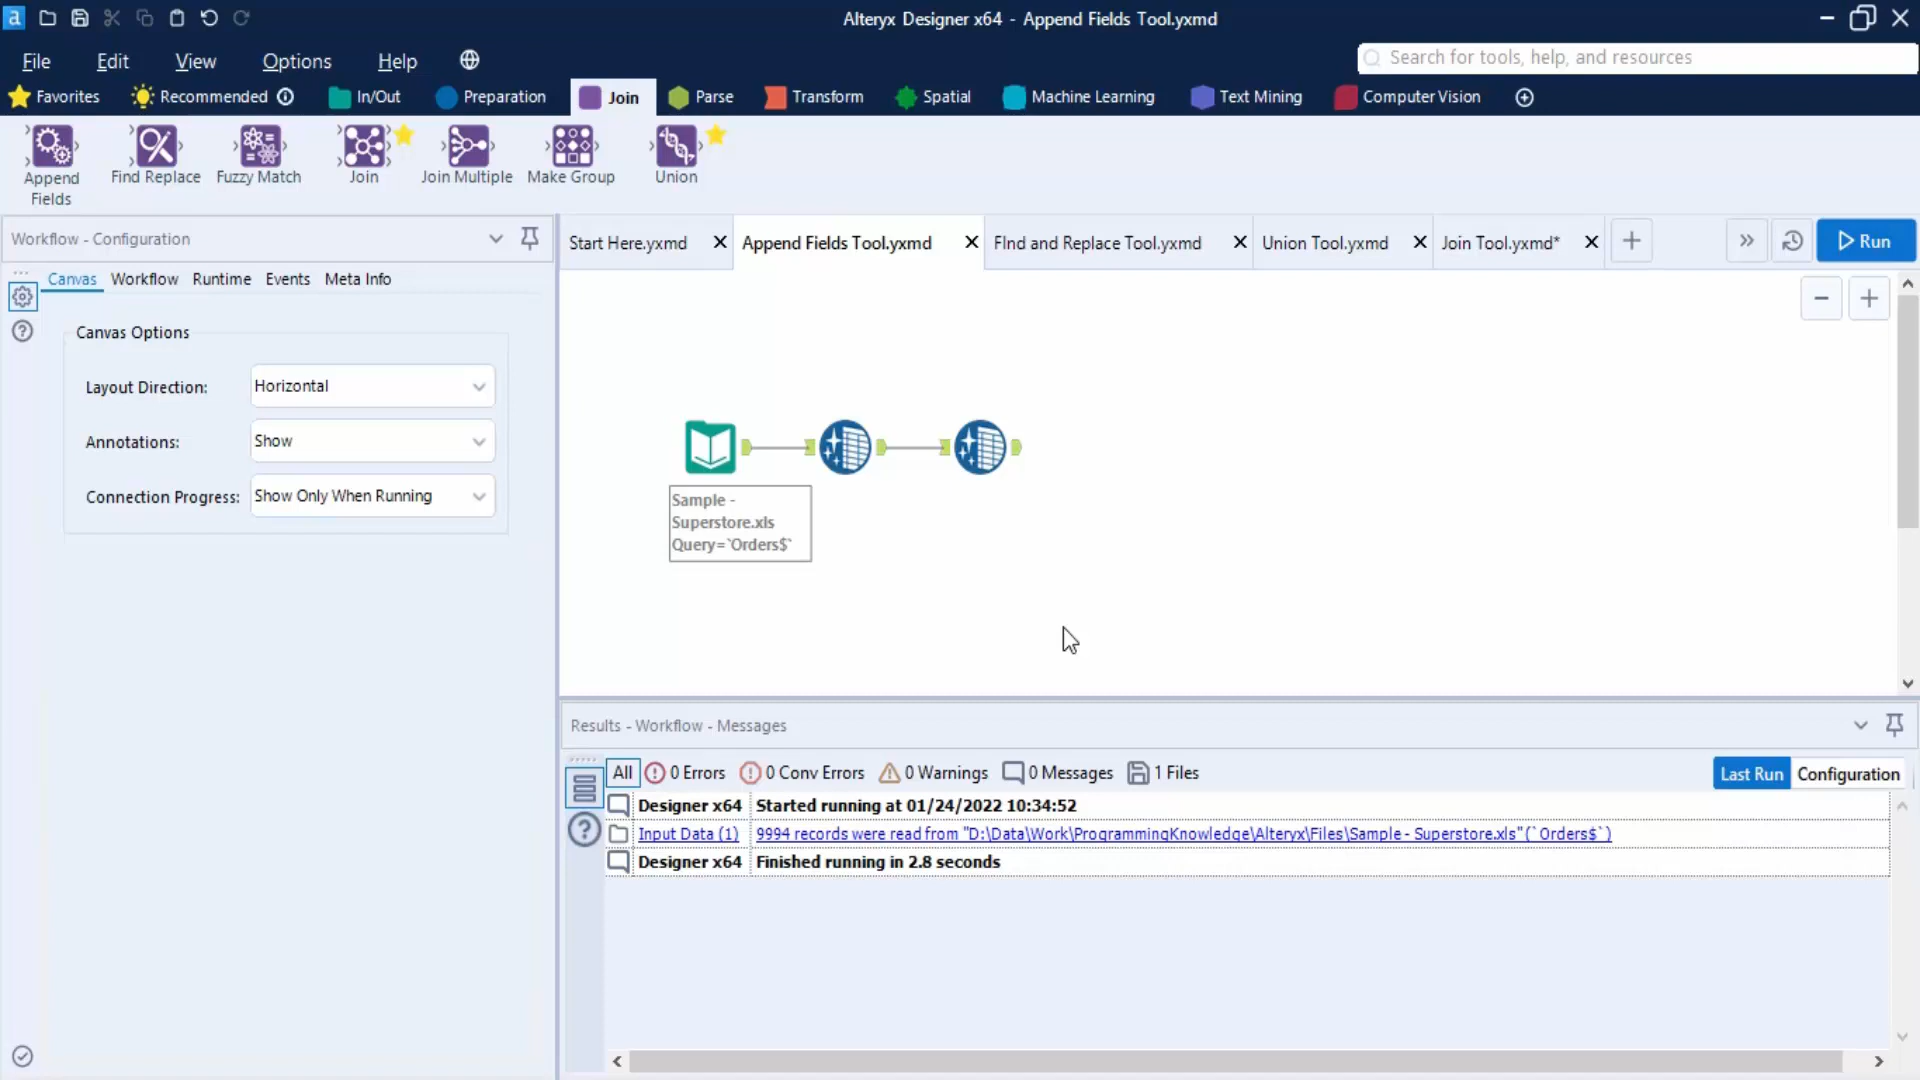 a
Alteryx Designer x64 - Append Fields Tool.yxmd
File Edit View Options Help
Search for tools, help, and resources
Favorites Recommended In/Out Preparation Join Parse Transform Spatial Machine Learning Text Mining Computer Vision
Append Fields
Find Replace
Fuzzy Match
Join
Join Multiple
Make Group
Union
Workflow - Configuration
Start Here.yxmd
Append Fields Tool.yxmd
FInd and Replace Tool.yxmd
Union Tool.yxmd
Join Tool.yxmd*
Run
Canvas Workflow Runtime Events Meta Info
Canvas Options
Layout Direction: Horizontal
Annotations: Show
Connection Progress: Show Only When Running
Sample -
Superstore.xls
Query=`Orders$`
Results - Workflow - Messages
All 0 Errors 0 Conv Errors 0 Warnings 0 Messages 1 Files
Last Run Configuration
Designer x64 Started running at 01/24/2022 10:34:52
Input Data (1) 9994 records were read from "D:\Data\Work\ProgrammingKnowledge\Alteryx\Files\Sample - Superstore.xls"(`Orders$`)
Designer x64 Finished running in 2.8 seconds